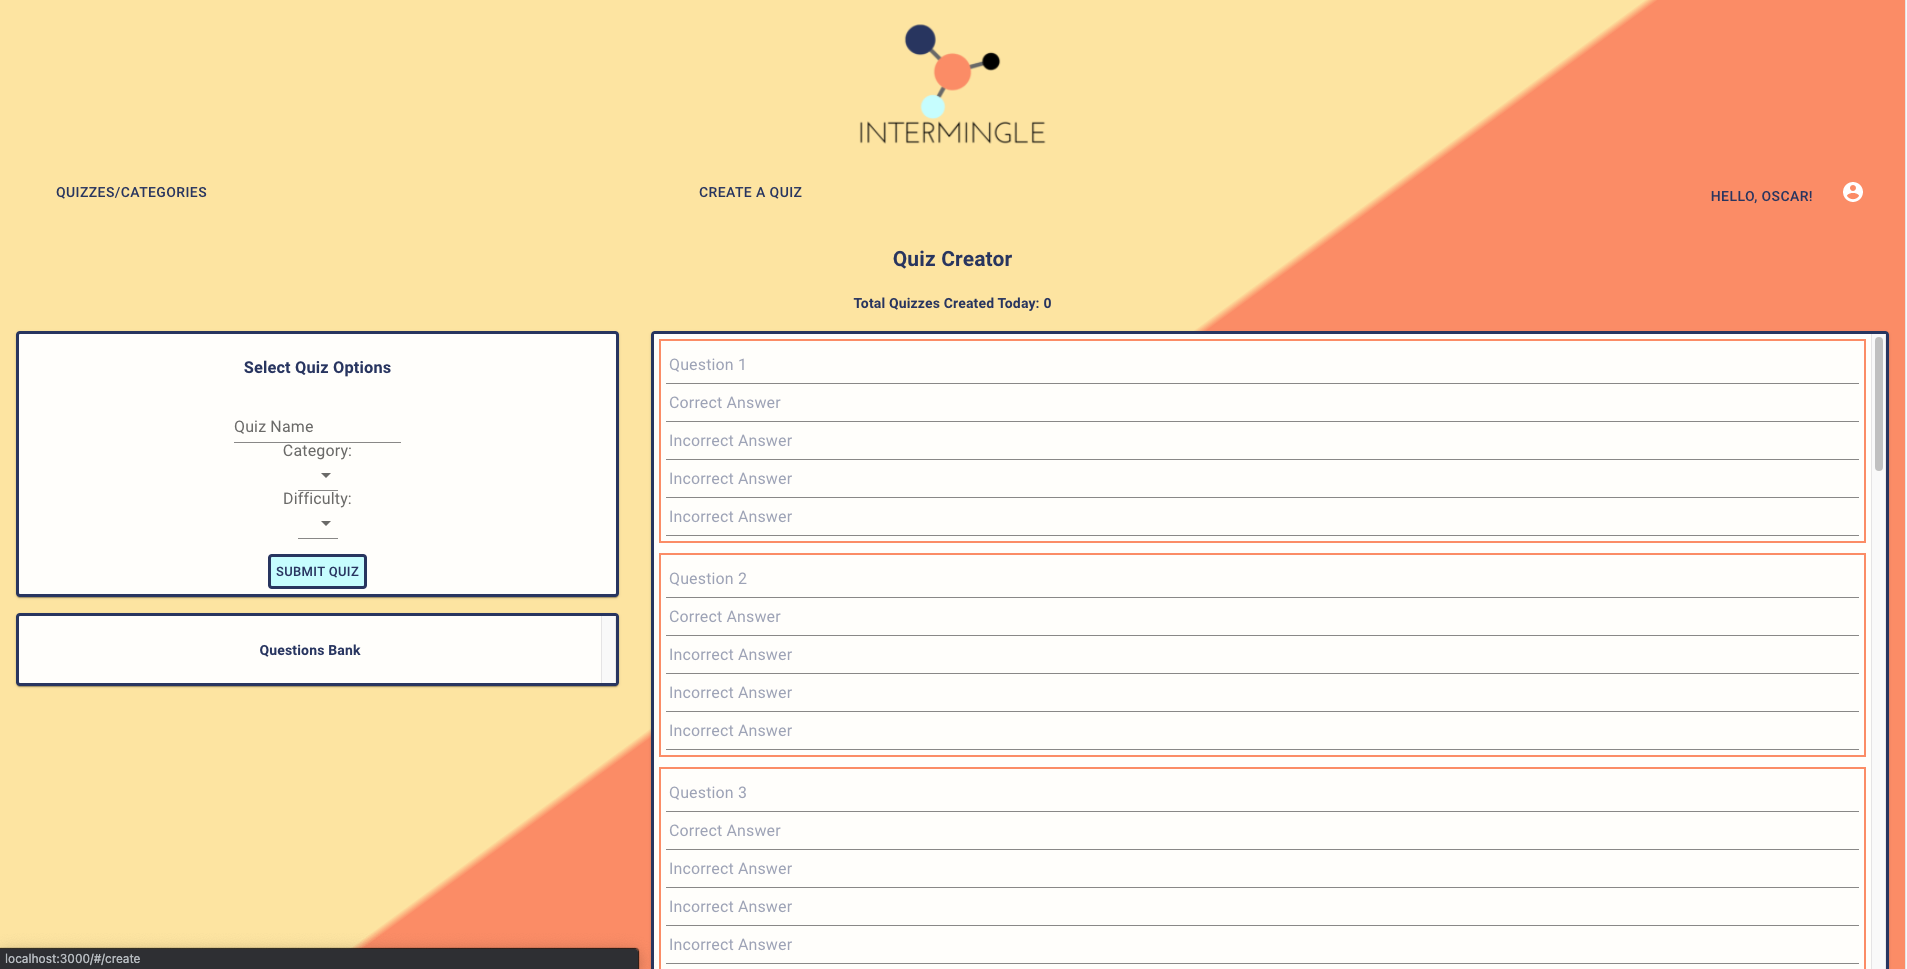 INTERMINGLE
QUIZZES/CATEGORIES
CREATE A QUIZ
HELLO, OSCAR!
Quiz Creator
Total Quizzes Created Today: 0
Select Quiz Options
Quiz Name
Category:
Difficulty:
SUBMIT QUIZ
Questions Bank
Question 1
Correct Answer
Incorrect Answer
Incorrect Answer
Incorrect Answer
Question 2
Correct Answer
Incorrect Answer
Incorrect Answer
Incorrect Answer
Question 3
Correct Answer
Incorrect Answer
Incorrect Answer
Incorrect Answer
localhost:3000/#/create